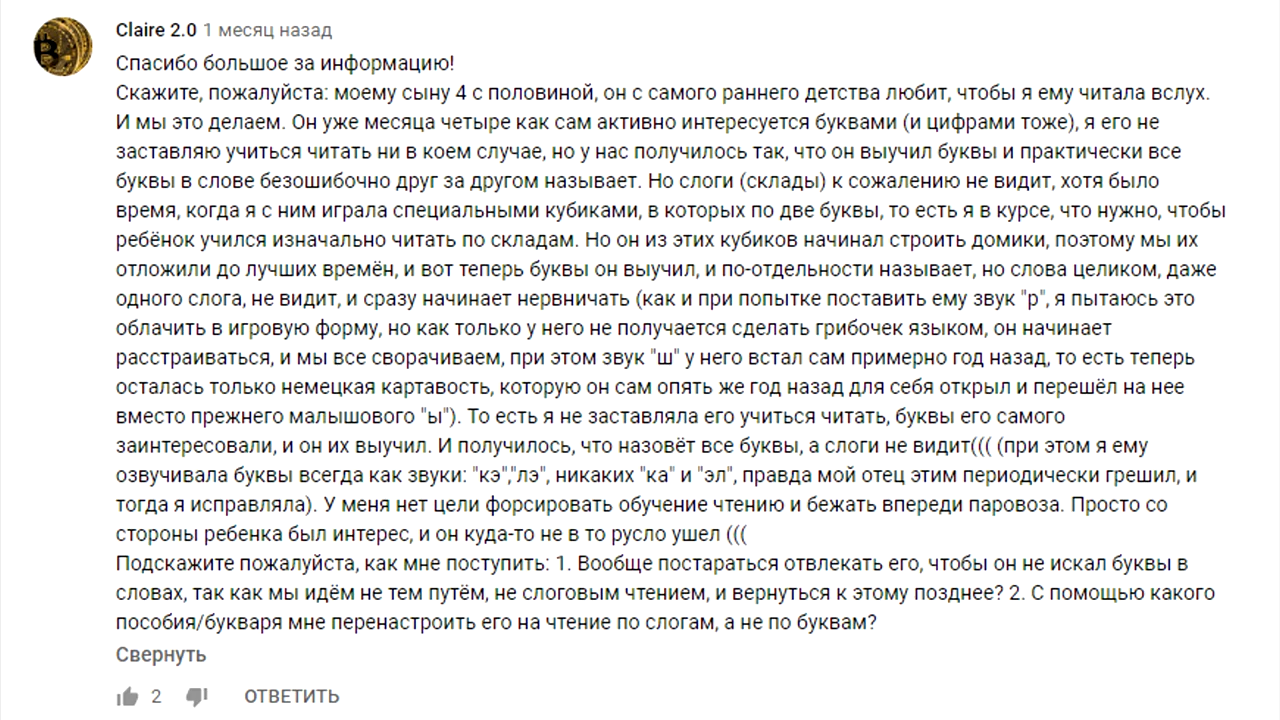 Claire 2.0 1 месяц назад
Спасибо большое за информацию!
Скажите, пожалуйста: моему сыну 4 с половиной, он с самого раннего детства любит, чтобы я ему читала вслух.
И мы это делаем. Он уже месяца четыре как сам активно интересуется буквами (и цифрами тоже), я его не
заставляю учиться читать ни в коем случае, но у нас получилось так, что он выучил буквы и практически все
буквы в слове безошибочно друг за другом называет. Но слоги (склады) к сожалению не видит, хотя было
время, когда я с ним играла специальными кубиками, в которых по две буквы, то есть я в курсе, что нужно, чтобы
ребёнок учился изначально читать по складам. Но он из этих кубиков начинал строить домики, поэтому мы их
отложили до лучших времён, и вот теперь буквы он выучил, и по-отдельности называет, но слова целиком, даже
одного слога, не видит, и сразу начинает нервничать (как и при попытке поставить ему звук "р", я пытаюсь это
облачить в игровую форму, но как только у него не получается сделать грибочек языком, он начинает
расстраиваться, и мы все сворачиваем, при этом звук "ш" у него встал сам примерно год назад, то есть теперь
осталась только немецкая картавость, которую он сам опять же год назад для себя открыл и перешёл на нее
вместо прежнего малышового "ы"). То есть я не заставляла его учиться читать, буквы его самого
заинтересовали, и он их выучил. И получилось, что назовёт все буквы, а слоги не видит((( (при этом я ему
озвучивала буквы всегда как звуки: "кэ","лэ", никаких "ка" и "эл", правда мой отец этим периодически грешил, и
тогда я исправляла). У меня нет цели форсировать обучение чтению и бежать впереди паровоза. Просто со
стороны ребенка был интерес, и он куда-то не в то русло ушел (((
Подскажите пожалуйста, как мне поступить: 1. Вообще постараться отвлекать его, чтобы он не искал буквы в
словах, так как мы идём не тем путём, не слоговым чтением, и вернуться к этому позднее? 2. С помощью какого
пособия/букваря мне перенастроить его на чтение по слогам, а не по буквам?
Свернуть
2 ОТВЕТИТЬ